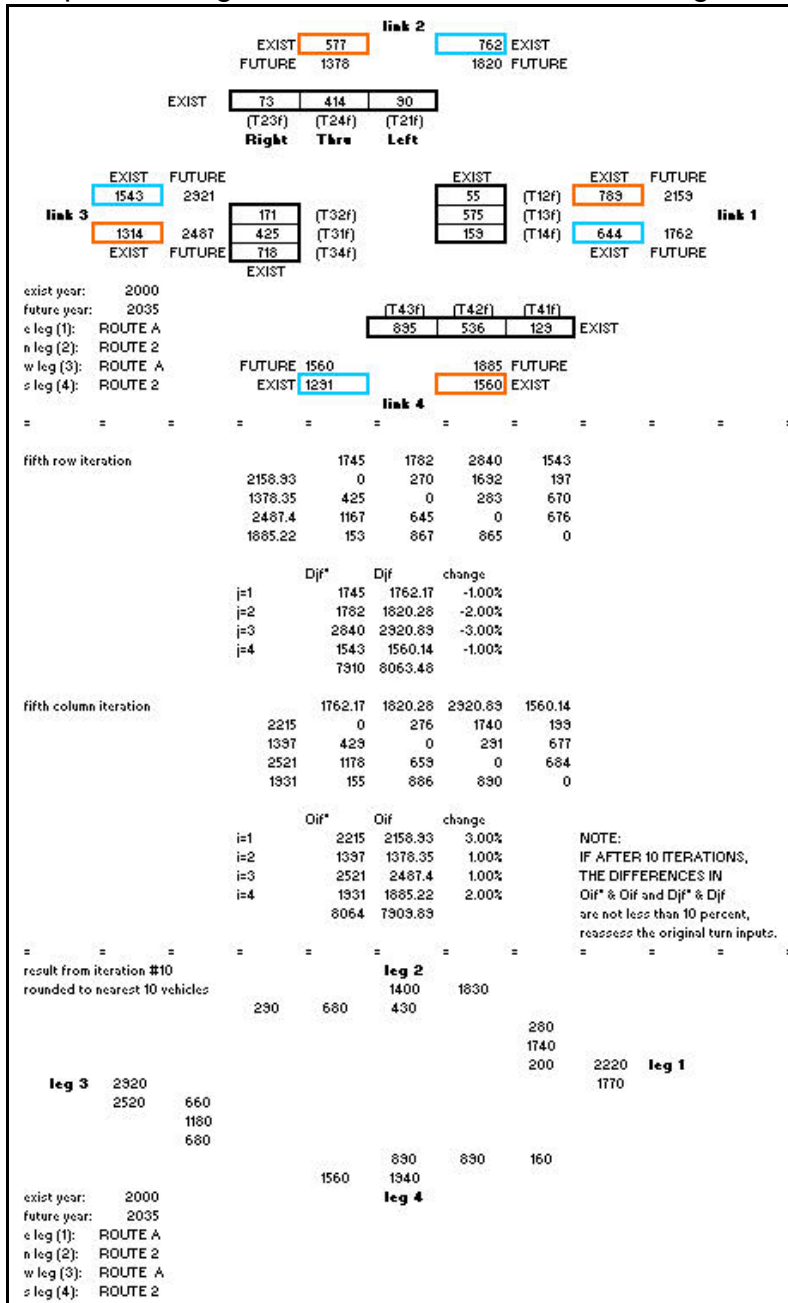 link 2
EXIST 577 762 EXIST
FUTURE 1378 1820 FUTURE
EXIST 73 414 90
(T23f) (T24f) (T21f)
Right Thru Left
EXIST FUTURE EXIST EXIST FUTURE
1543 2921 55 (T12f) 789 2159
link 3 171 (T32f) 575 (T13f) link 1
1314 2487 425 (T31f) 159 (T14f) 644 1762
EXIST FUTURE 718 (T34f) EXIST FUTURE
EXIST
exist year: 2000
future year: 2035 (T43f) (T42f) (T41f)
e leg (1): ROUTE A 895 536 129 EXIST
n leg (2): ROUTE 2
w leg (3): ROUTE A FUTURE 1560 1885 FUTURE
s leg (4): ROUTE 2 EXIST 1291 1560 EXIST
link 4
= = = = = = = = = = = =
fifth row iteration 1745 1782 2840 1543
2158.93 0 270 1692 197
1378.35 425 0 283 670
2487.4 1167 645 0 676
1885.22 153 867 865 0
Djf* Djf change
j=1 1745 1762.17 -1.00%
j=2 1782 1820.28 -2.00%
j=3 2840 2920.89 -3.00%
j=4 1543 1560.14 -1.00%
7910 8063.48
fifth column iteration 1762.17 1820.28 2920.89 1560.14
2215 0 276 1740 199
1397 429 0 291 677
2521 1178 659 0 684
1931 155 886 890 0
Oif* Oif change
i=1 2215 2158.93 3.00% NOTE:
i=2 1397 1378.35 1.00% IF AFTER 10 ITERATIONS,
i=3 2521 2487.4 1.00% THE DIFFERENCES IN
i=4 1931 1885.22 2.00% Oif* & Oif and Djf* & Djf
8064 7909.89 are not less than 10 percent,
reassess the original turn inputs.
= = = = = = = = = = = =
result from iteration #10 leg 2
rounded to nearest 10 vehicles 1400 1830
290 680 430
280
1740
200 2220 leg 1
leg 3 2920 1770
2520 660
1180
680
890 890 160
1560 1940
exist year: 2000 leg 4
future year: 2035
e leg (1): ROUTE A
n leg (2): ROUTE 2
w leg (3): ROUTE A
s leg (4): ROUTE 2